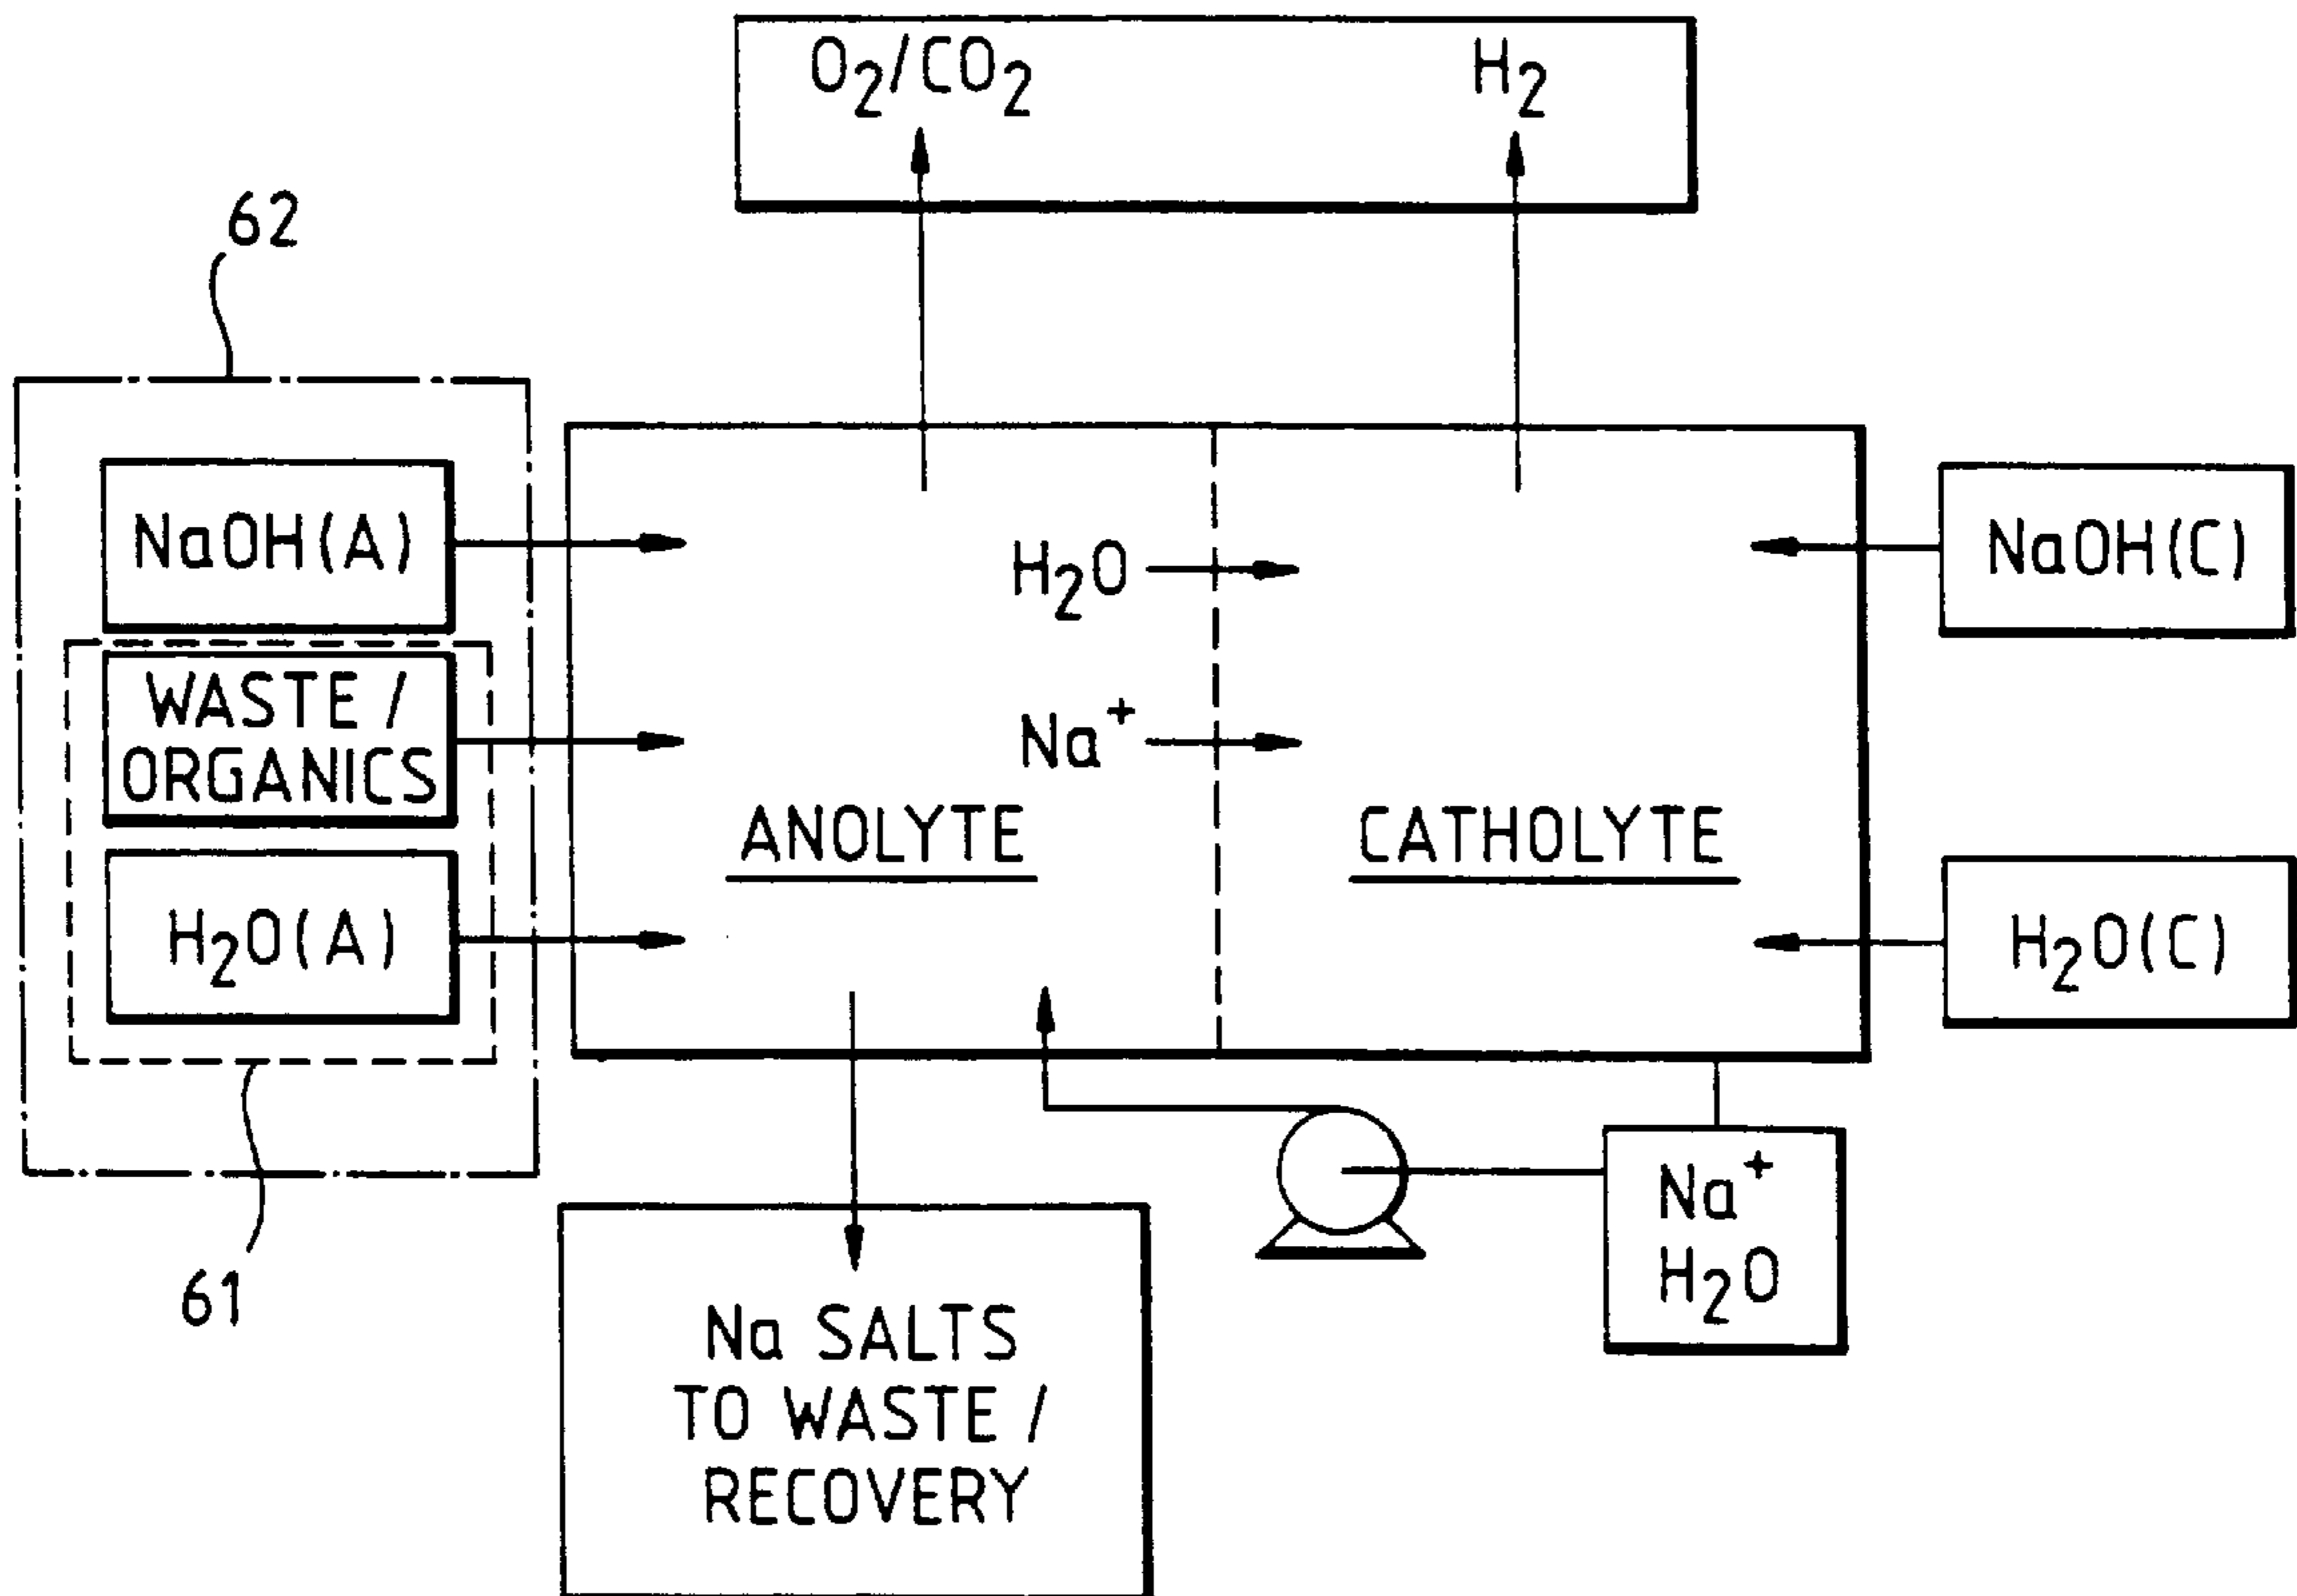 O2/CO2
H2
62
NaOH(A)
H2O
NaOH(C)
WASTE /
ORGANICS
Na+
ANOLYTE
CATHOLYTE
H2O(A)
H2O(C)
Na+
H2O
61
Na SALTS
TO WASTE /
RECOVERY